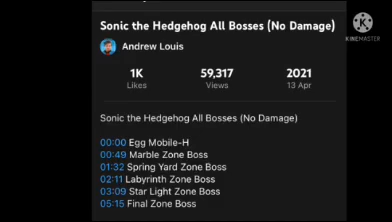 Sonic the Hedgehog All Bosses (No Damage)
Andrew Louis
1K
59,317
2021
Likes
Views
13 Apr
Sonic the Hedgehog All Bosses (No Damage)
00:00 Egg Mobile-H
00:49 Marble Zone Boss
01:32 Spring Yard Zone Boss
02:11 Labyrinth Zone Boss
03:09 Star Light Zone Boss
05:15 Final Zone Boss
KINEMASTER